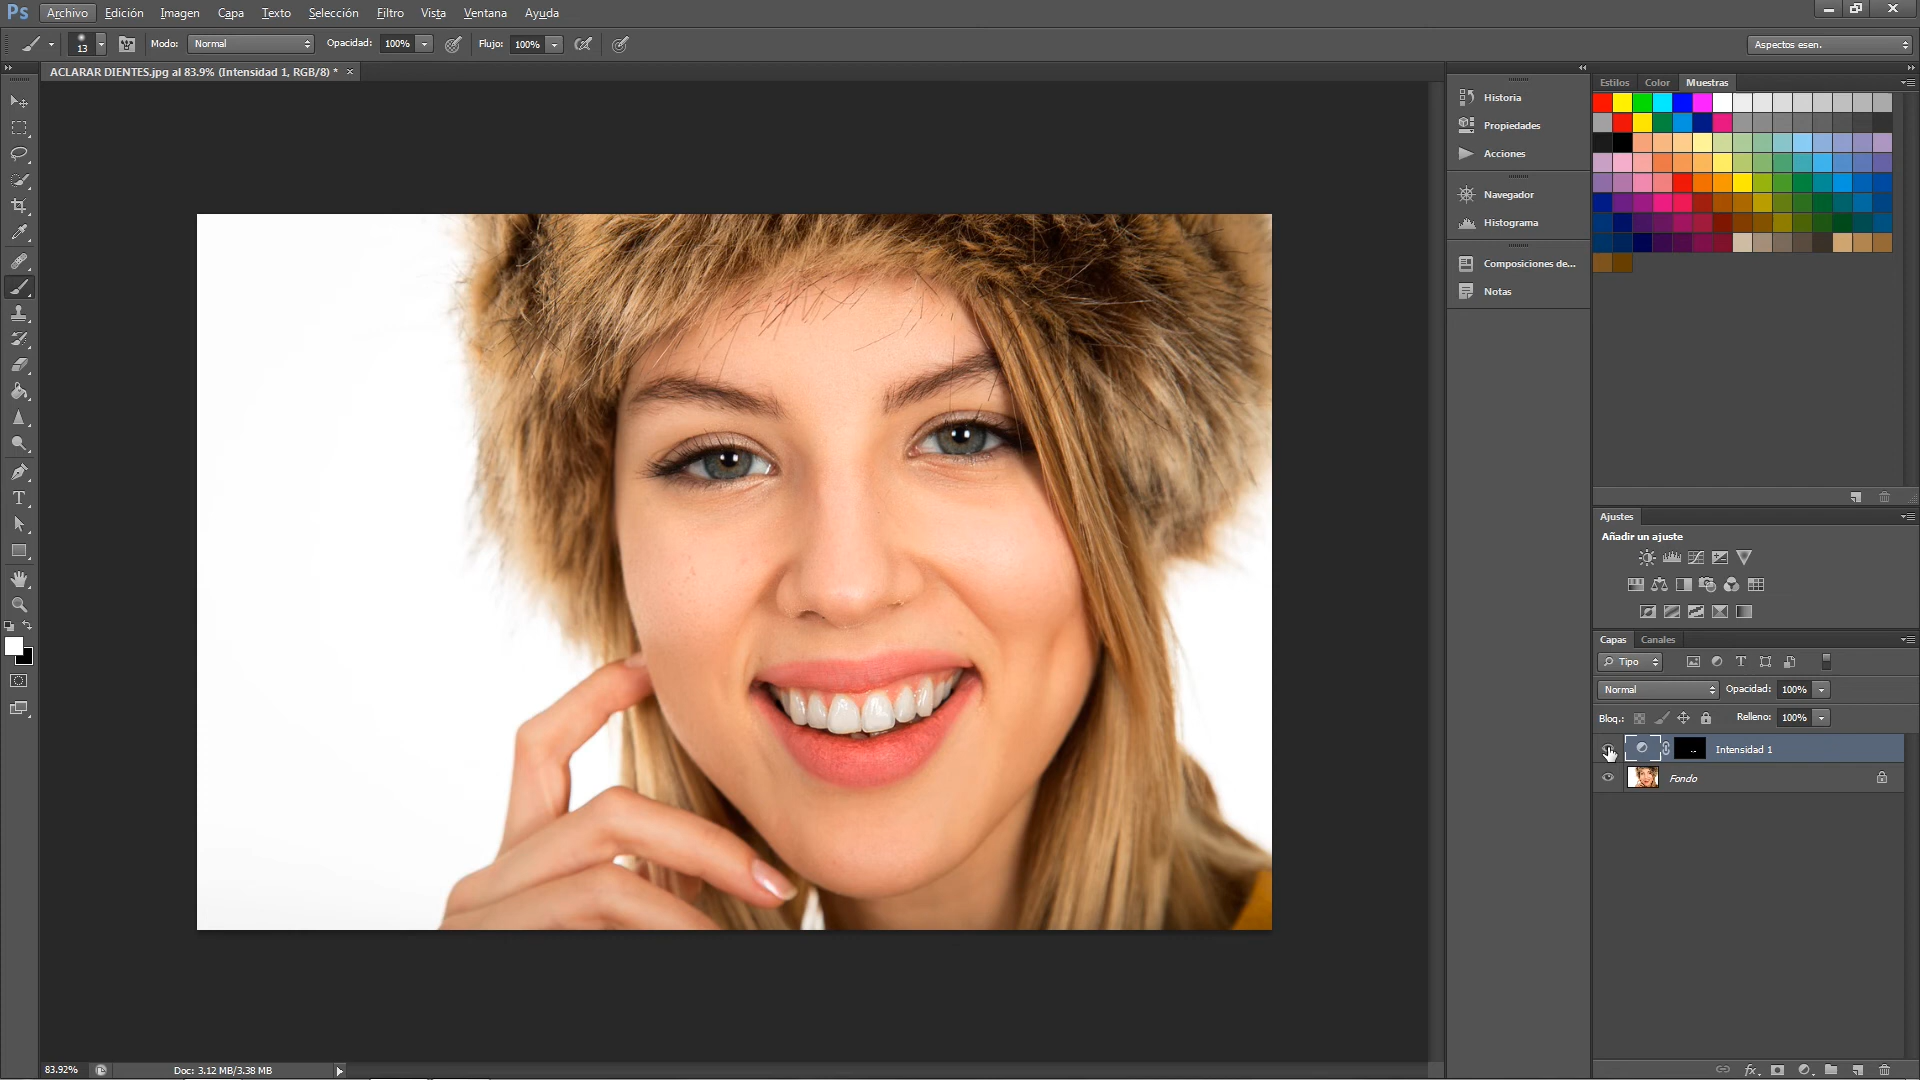 Ps Archivo Edición Imagen Capa Texto Selección Filtro Vista Ventana Ayuda
13 Modo: Normal Opacidad: 100% Flujo: 100% Aspectos esen.
ACLARAR DIENTES.jpg al 83.9% (Intensidad 1, RGB/8) * ×
Historia
Propiedades
Acciones
Navegador
Histograma
Composiciones de...
Notas
Estilos Color Muestras
Ajustes
Añadir un ajuste
Capas Canales
Tipo
Normal Opacidad: 100%
Bloq.: Relleno: 100%
Intensidad 1
Fondo
83.92% Doc: 3.12 MB/3.38 MB